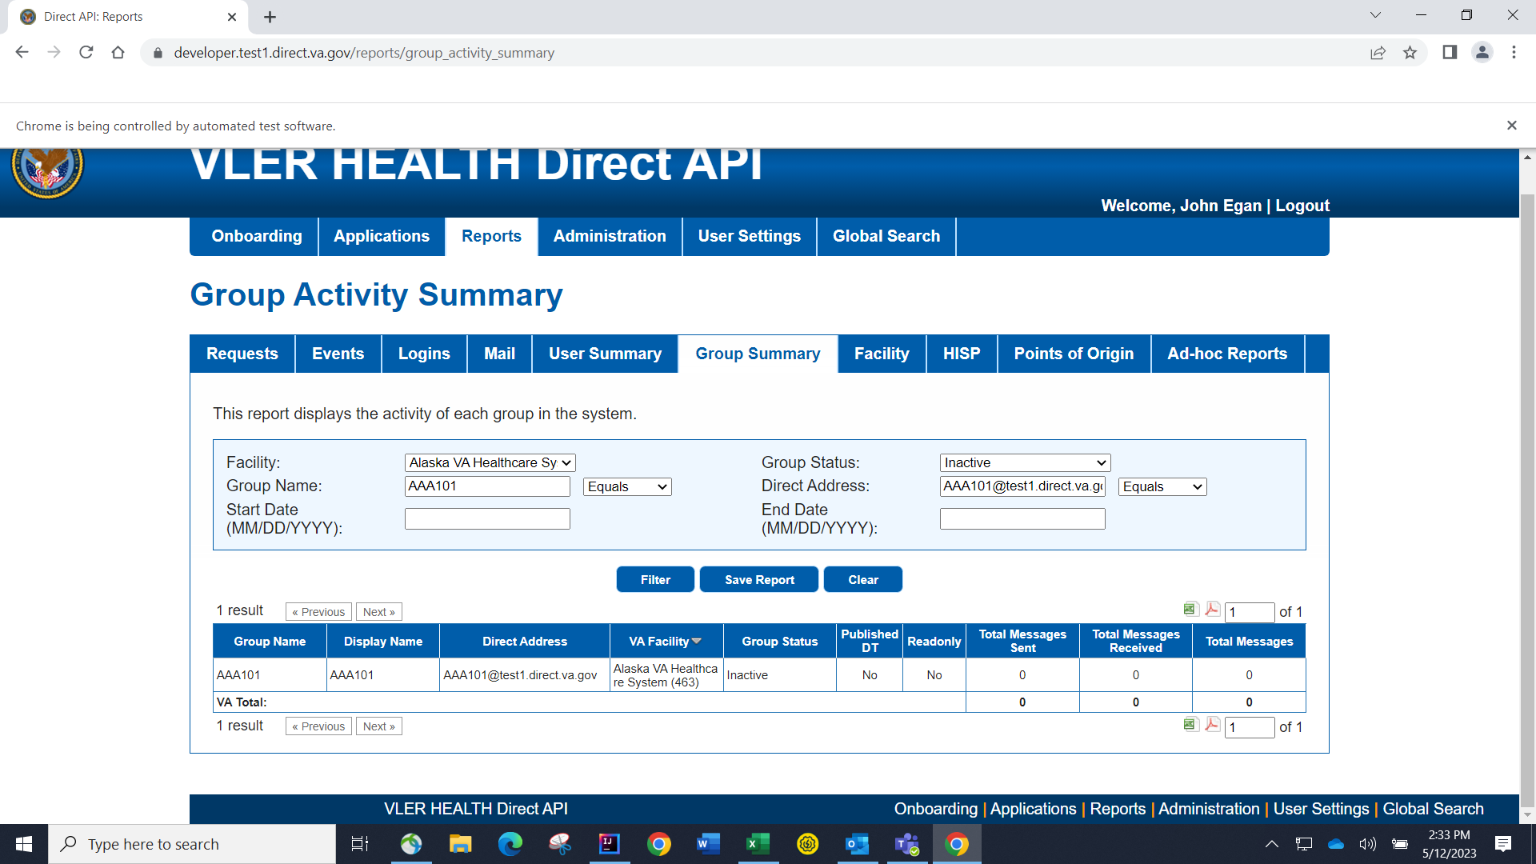 Direct API: Reports
developer.test1.direct.va.gov/reports/group_activity_summary
Chrome is being controlled by automated test software.
VLER HEALTH Direct API
Welcome, John Egan | Logout
Onboarding Applications Reports Administration User Settings Global Search
Group Activity Summary
Requests Events Logins Mail User Summary Group Summary Facility HISP Points of Origin Ad-hoc Reports
This report displays the activity of each group in the system.
Facility: Alaska VA Healthcare Sy Group Status: Inactive
Group Name: AAA101 Equals Direct Address: AAA101@test1.direct.va.g Equals
Start Date End Date
(MM/DD/YYYY): (MM/DD/YYYY):
Filter Save Report Clear
1 result « Previous Next » 1 of 1
Group Name Display Name Direct Address VA Facility Group Status Published DT Readonly Total Messages Sent Total Messages Received Total Messages
AAA101 AAA101 AAA101@test1.direct.va.gov Alaska VA Healthca Inactive No No 0 0 0
re System (463)
VA Total: 0 0 0
1 result « Previous Next » 1 of 1
VLER HEALTH Direct API Onboarding | Applications | Reports | Administration | User Settings | Global Search
Type here to search
2:33 PM
5/12/2023